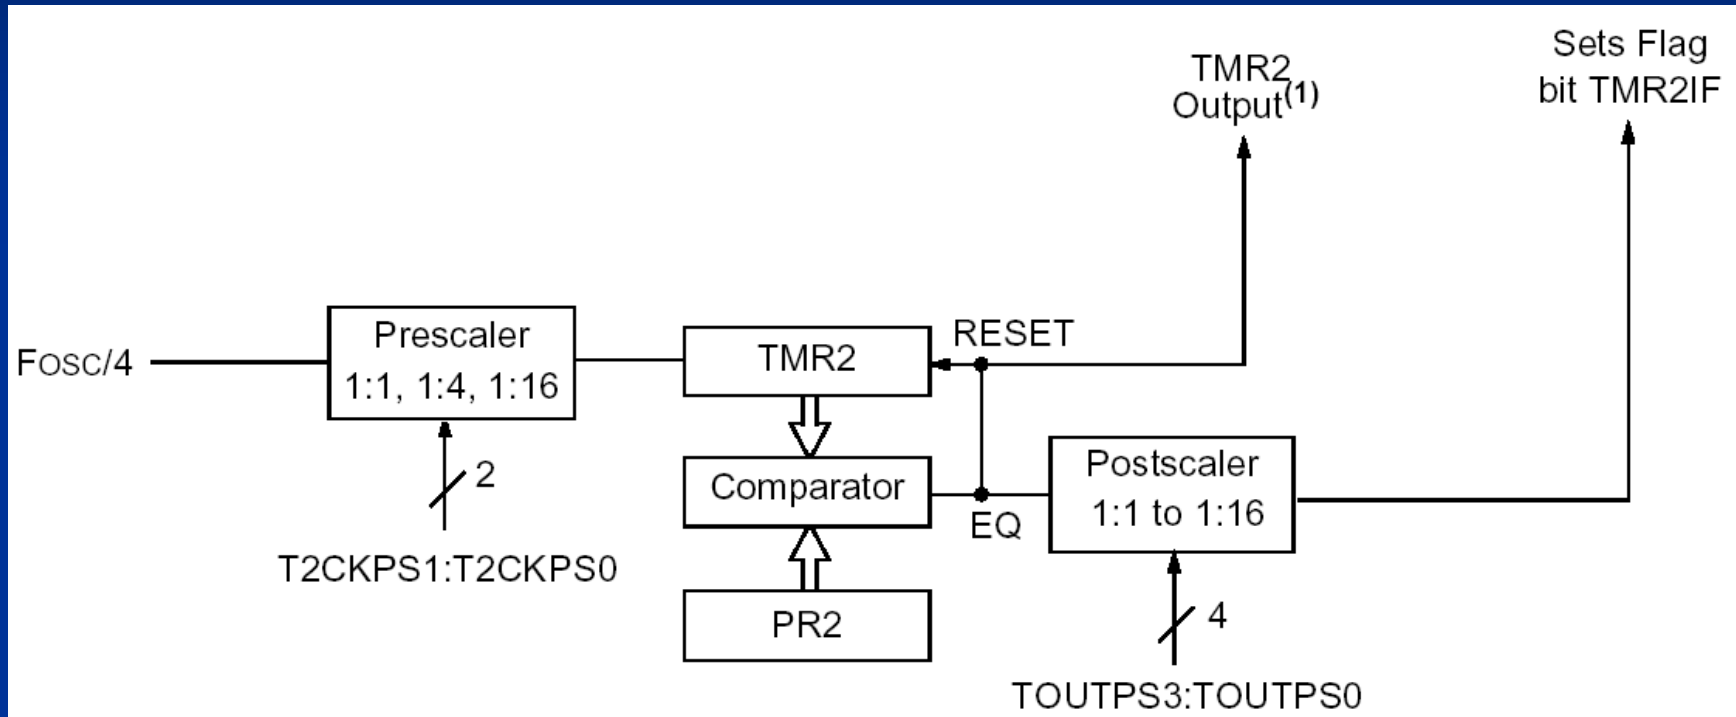 Sets Flag
bit TMR2IF
TMR2
Output(1)
FOSC/4
Prescaler
1:1, 1:4, 1:16
TMR2
RESET
2
T2CKPS1:T2CKPS0
Comparator
EQ
Postscaler
1:1 to 1:16
PR2
4
TOUTPS3:TOUTPS0